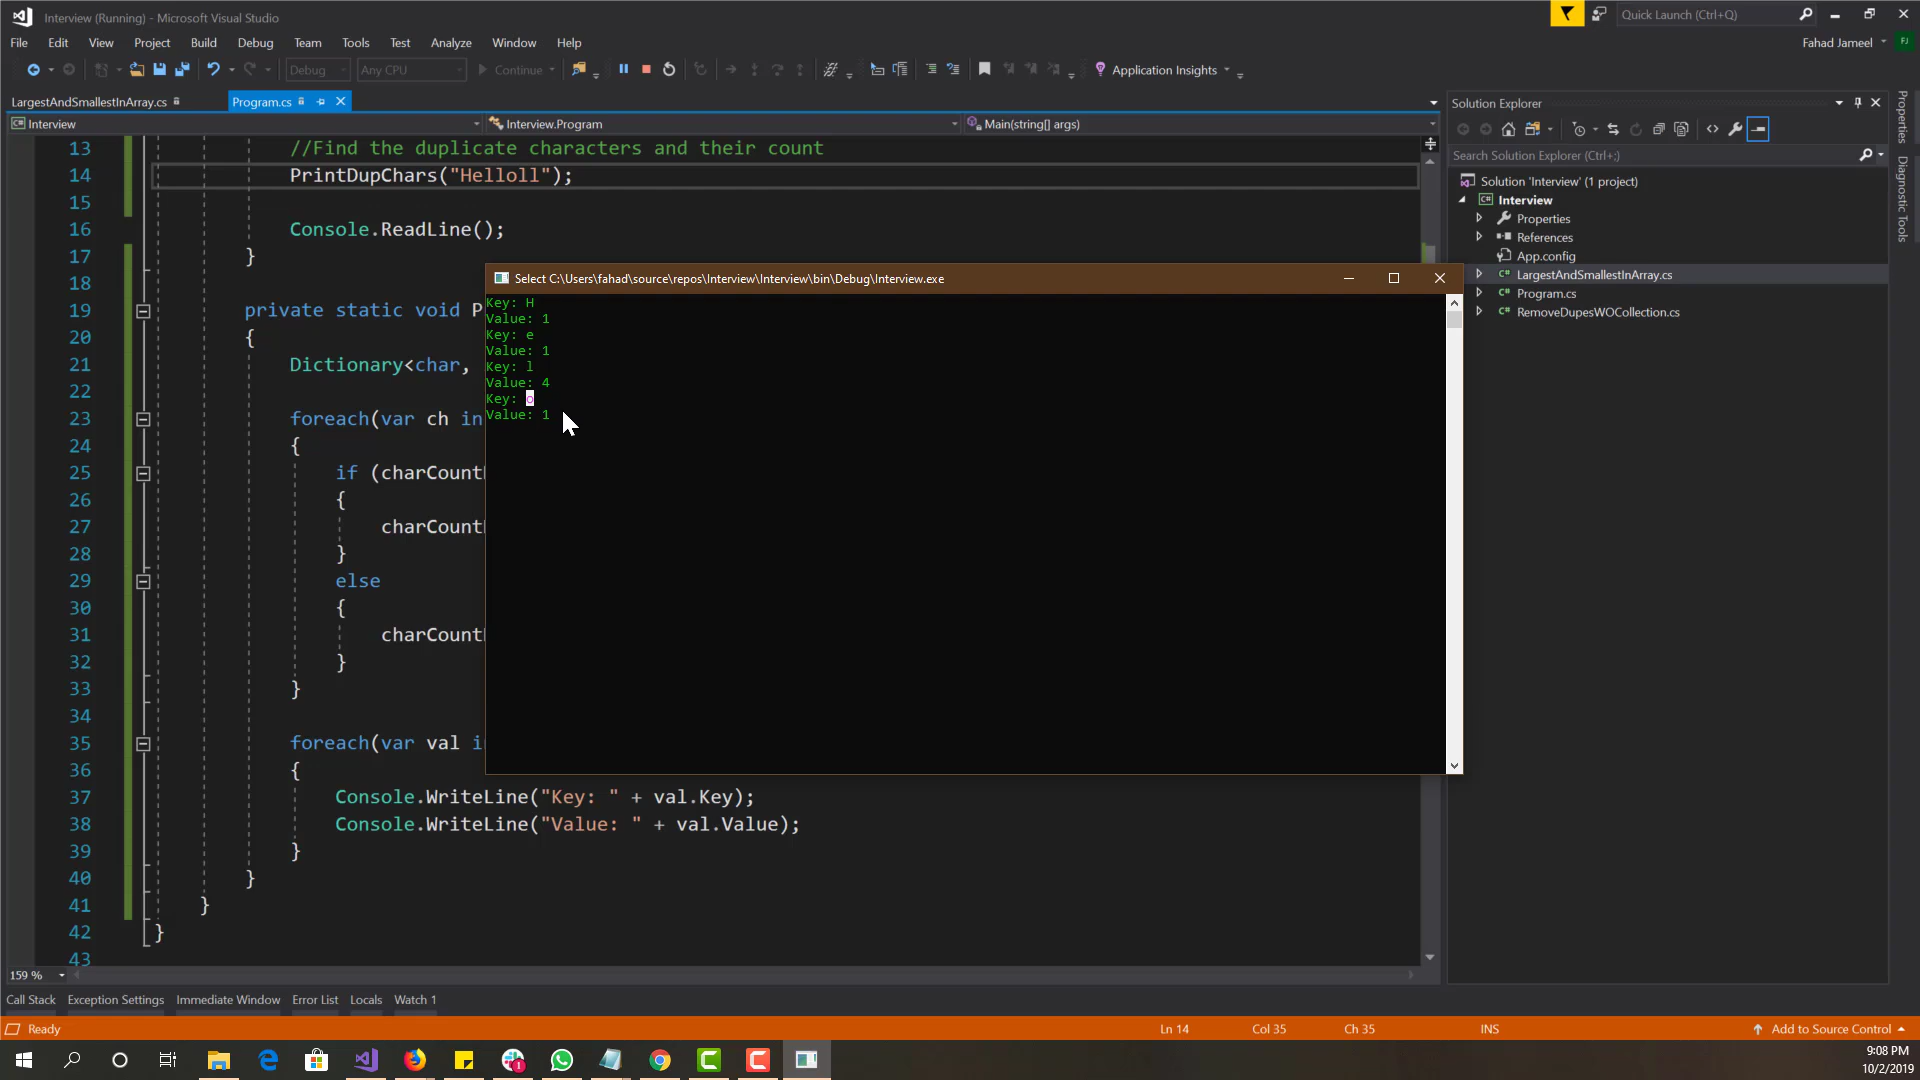 Interview (Running) - Microsoft Visual Studio
Quick Launch (Ctrl+Q)
File Edit View Project Build Debug Team Tools Test Analyze Window Help
Fahad Jameel FJ
Debug Any CPU Continue Application Insights
LargestAndSmallestInArray.cs Program.cs
Interview Interview.Program Main(string[] args)
13 //Find the duplicate characters and their count
14 PrintDupChars("Helloll");
15
16 Console.ReadLine();
17 }
18
19 private static void P
20 {
21 Dictionary<char,
22
23 foreach(var ch in
24 {
25 if (charCount
26 {
27 charCount
28 }
29 else
30 {
31 charCount
32 }
33 }
34
35 foreach(var val in
36 {
37 Console.WriteLine("Key: " + val.Key);
38 Console.WriteLine("Value: " + val.Value);
39 }
40 }
41 }
42 }
43
Select C:\Users\fahad\source\repos\Interview\Interview\bin\Debug\Interview.exe
Key: H
Value: 1
Key: e
Value: 1
Key: l
Value: 4
Key: o
Value: 1
Solution Explorer
Search Solution Explorer (Ctrl+;)
Solution 'Interview' (1 project)
Interview
Properties
References
App.config
LargestAndSmallestInArray.cs
Program.cs
RemoveDupesWOCollection.cs
Properties
Diagnostic Tools
159 %
Call Stack Exception Settings Immediate Window Error List Locals Watch 1
Ready Ln 14 Col 35 Ch 35 INS Add to Source Control
9:08 PM
10/2/2019